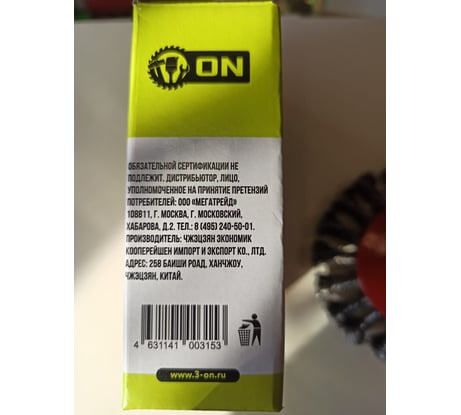 ON
ОБЯЗАТЕЛЬНОЙ СЕРТИФИКАЦИИ НЕ
ПОДЛЕЖИТ. ДИСТРИБЬЮТОР, ЛИЦО,
УПОЛНОМОЧЕННОЕ НА ПРИНЯТИЕ ПРЕТЕНЗИЙ
ПОТРЕБИТЕЛЕЙ: ООО «МЕГАТРЕЙД»
108811, Г. МОСКВА, Г. МОСКОВСКИЙ,
ХАБАРОВА, Д.2. ТЕЛ.: 8 (495) 240-50-01.
ПРОИЗВОДИТЕЛЬ: ЧЖЭЦЗЯН ЭКОНОМИК
КООПЕРЕЙШЕН ИМПОРТ И ЭКСПОРТ КО., ЛТД.
АДРЕС: 258 БАИШИ РОАД, ХАНЧЖОУ,
ЧЖЭЦЗЯН, КИТАЙ.
4 631141 003153
www.3-on.ru